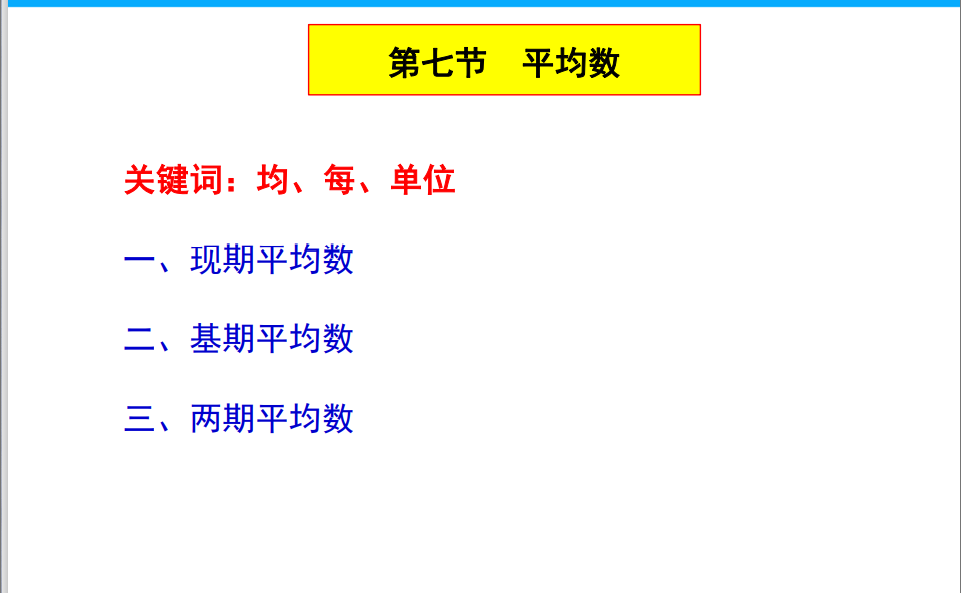 第七节 平均数
关键词：均、每、单位
一、现期平均数
二、基期平均数
三、两期平均数